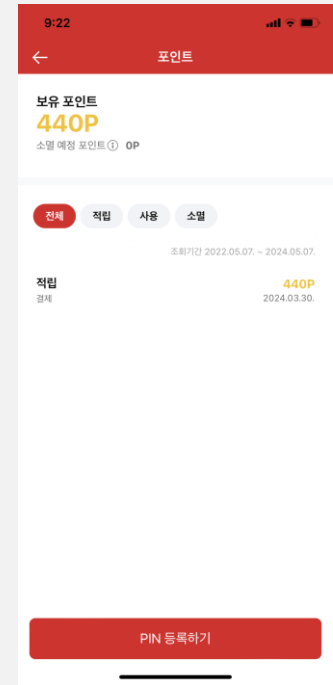 9:22
포인트
보유 포인트
440P
소멸 예정 포인트 0P
전체 적립 사용 소멸
조회기간 2022.05.07. ~ 2024.05.07.
적립 440P
결제 2024.03.30.
PIN 등록하기